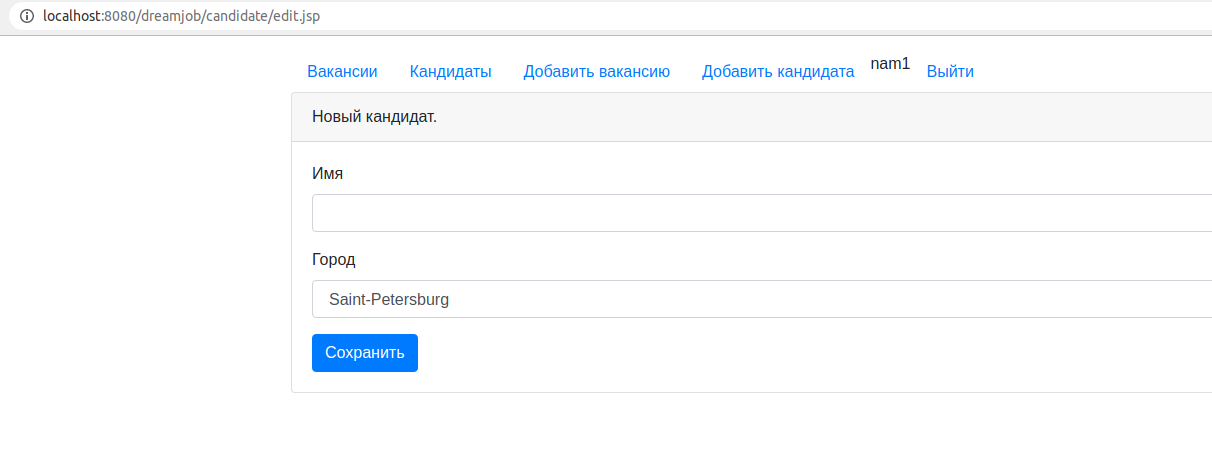 localhost:8080/dreamjob/candidate/edit.jsp
Вакансии Кандидаты Добавить вакансию Добавить кандидата nam1 Выйти
Новый кандидат.
Имя
Город
Saint-Petersburg
Сохранить